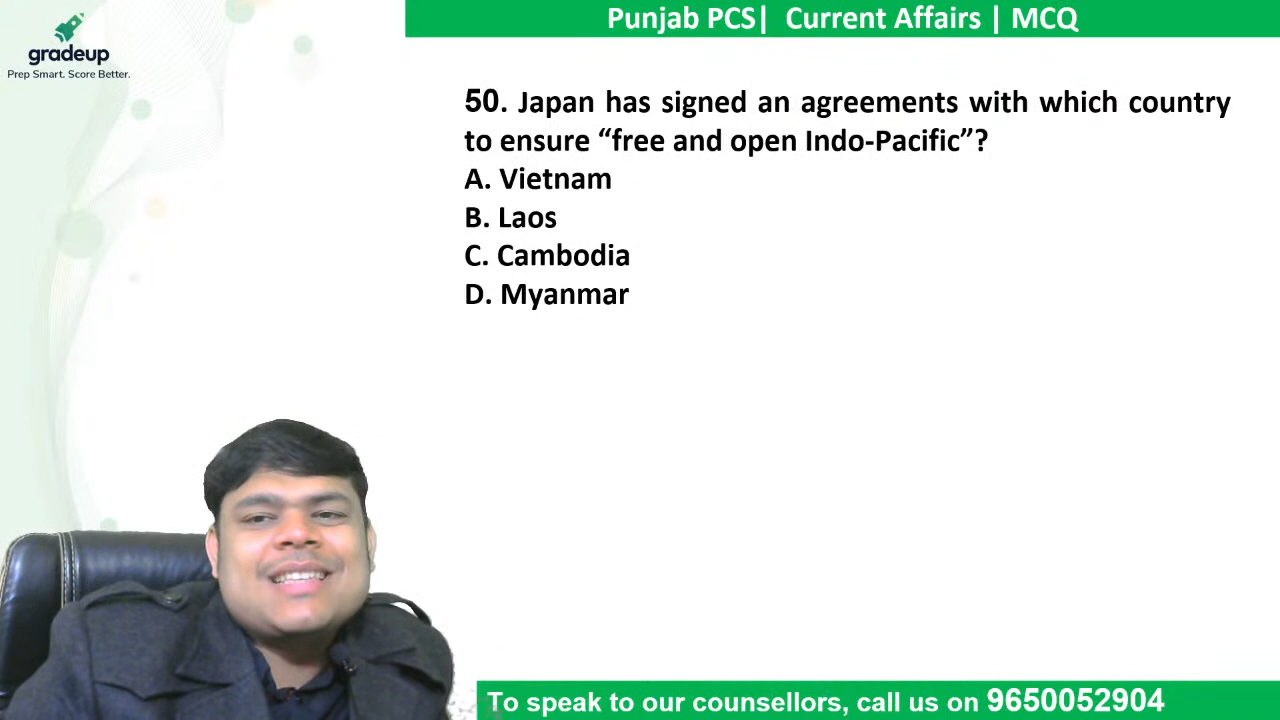 Punjab PCS| Current Affairs | MCQ
gradeup
Prep Smart. Score Better.
50. Japan has signed an agreements with which country
to ensure “free and open Indo-Pacific”?
A. Vietnam
B. Laos
C. Cambodia
D. Myanmar
To speak to our counsellors, call us on 9650052904